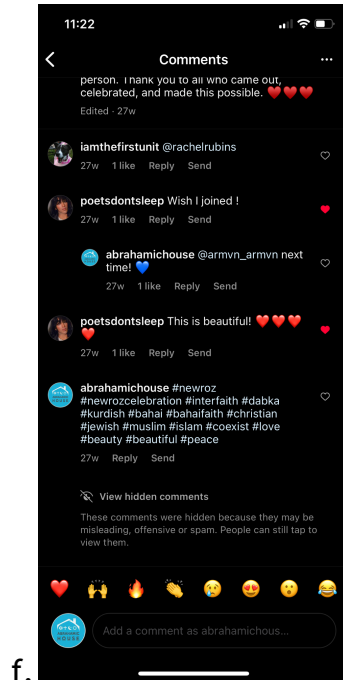 11:22
Comments
person. Thank you to all who came out,
celebrated, and made this possible. ❤️❤️❤️
Edited · 27w
iamthefirstunit @rachelrubins
27w 1 like Reply Send
poetsdontsleep Wish I joined !
27w 1 like Reply Send
abrahamichouse @armvn_armvn next
time! 💙
27w 1 like Reply Send
poetsdontsleep This is beautiful! ❤️❤️❤️
❤️
27w 1 like Reply Send
abrahamichouse #newroz
#newrozcelebration #interfaith #dabka
#kurdish #bahai #bahaifaith #christian
#jewish #muslim #islam #coexist #love
#beauty #beautiful #peace
27w Reply Send
View hidden comments
These comments were hidden because they may be
misleading, offensive or spam. People can still tap to
view them.
❤️ 🙌 🔥 👏 😢 😍 😮 😂
Add a comment as abrahamichous...
f.